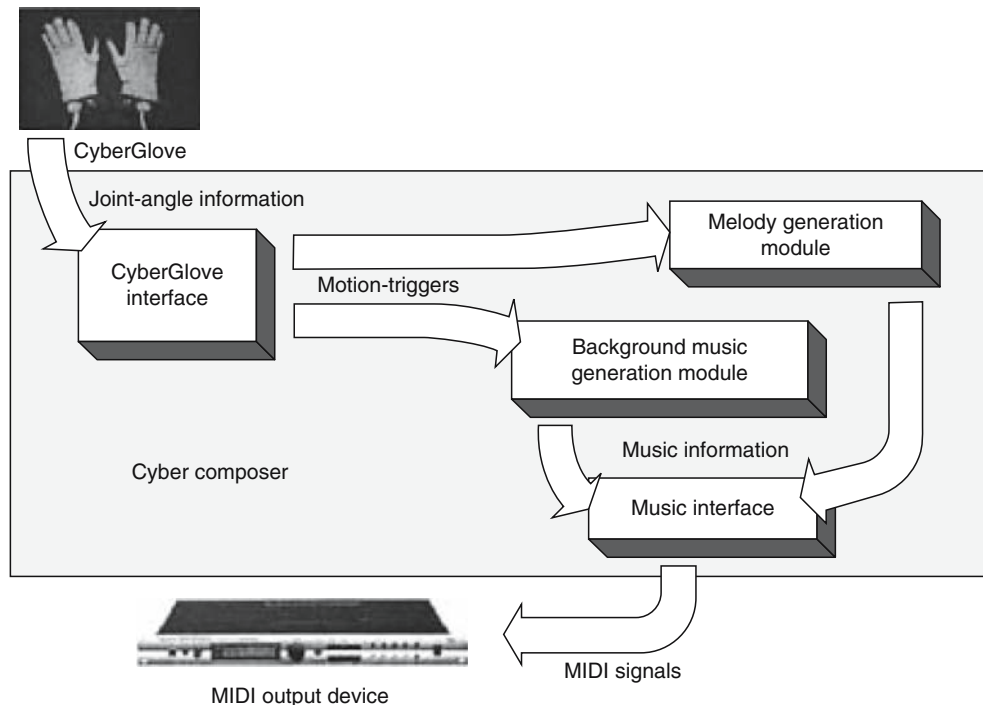 CyberGlove
Joint-angle information
Melody generation
module
CyberGlove
interface
Motion-triggers
Background music
generation module
Music information
Cyber composer
Music interface
MIDI signals
MIDI output device